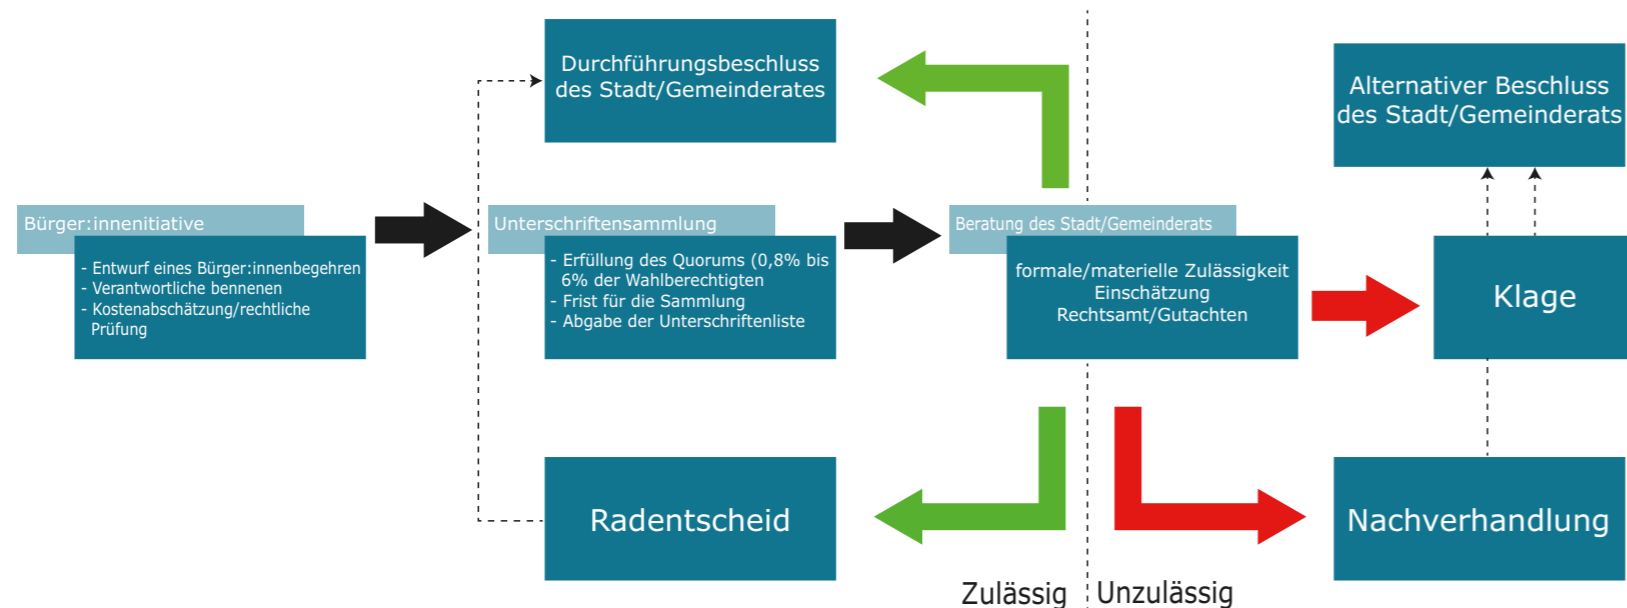 Durchführungsbeschluss
des Stadt/Gemeinderates
Alternativer Beschluss
des Stadt/Gemeinderats
Bürger:innenitiative
- Entwurf eines Bürger:innenbegehren
- Verantwortliche bennenen
- Kostenabschätzung/rechtliche
Prüfung
Unterschriftensammlung
- Erfüllung des Quorums (0,8% bis
6% der Wahlberechtigten
- Frist für die Sammlung
- Abgabe der Unterschriftenliste
Beratung des Stadt/Gemeinderats
formale/materielle Zulässigkeit
Einschätzung
Rechtsamt/Gutachten
Klage
Radentscheid
Nachverhandlung
Zulässig
Unzulässig